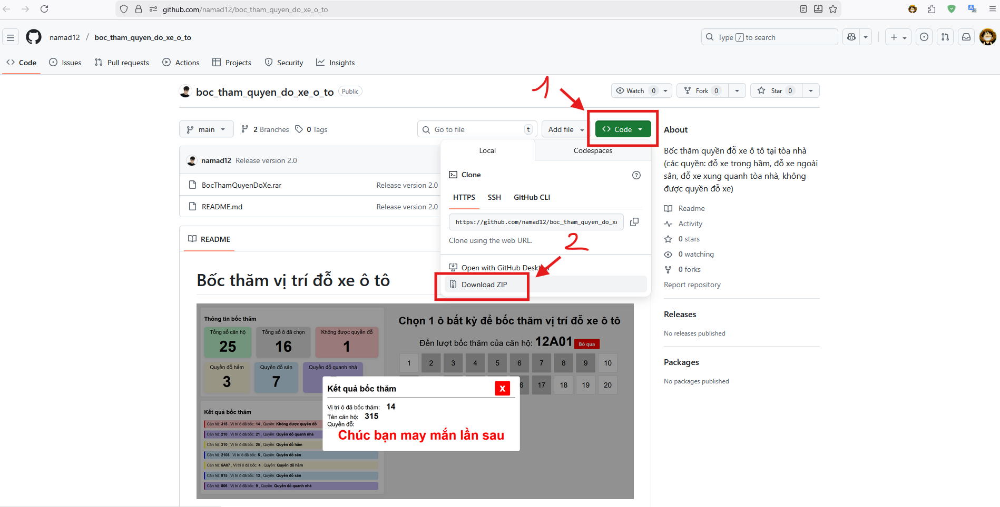 github.com/namad12/boc_tham_quyen_do_xe_o_to
namad12 / boc_tham_quyen_do_xe_o_to
Type / to search
Code
Issues
Pull requests
Actions
Projects
Security
Insights
boc_tham_quyen_do_xe_o_to Public
Watch 0
Fork 0
Star 0
1
main
2 Branches
0 Tags
Go to file t
Add file
Code
Local
Codespaces
Clone
HTTPS
SSH
GitHub CLI
https://github.com/namad12/boc_tham_quyen_do_xe
Clone using the web URL.
2
Open with GitHub Desktop
Download ZIP
namad12 Release version 2.0
BocThamQuyenDoXe.rar Release version 2.0
README.md Release version 2.0
README
Bốc thăm vị trí đỗ xe ô tô
Thông tin bốc thăm
Tổng số căn hộ
25
Tổng số ô đã chọn
16
Không được quyền đỗ
1
Quyền đỗ hầm
3
Quyền đỗ sân
7
Quyền đỗ quanh nhà
Kết quả bốc thăm
Căn hộ: 315 , Vị trí ô đã bốc: 14 , Quyền: Không được quyền đỗ
Căn hộ: 210 , Vị trí ô đã bốc: 21 , Quyền: Quyền đỗ quanh nhà
Căn hộ: 310 , Vị trí ô đã bốc: 25 , Quyền: Quyền đỗ hầm
Căn hộ: 2108 , Vị trí ô đã bốc: 5 , Quyền: Quyền đỗ sân
Căn hộ: 5A07 , Vị trí ô đã bốc: 4 , Quyền: Quyền đỗ hầm
Căn hộ: 815 , Vị trí ô đã bốc: 13 , Quyền: Quyền đỗ sân
Căn hộ: 806 , Vị trí ô đã bốc: 9 , Quyền: Quyền đỗ quanh nhà
Chọn 1 ô bất kỳ để bốc thăm vị trí đỗ xe ô tô
Đến lượt bốc thăm của căn hộ: 12A01 Bỏ qua
1 2 3 4 5 6 7 8 9 10
6 17 18 19 20
Kết quả bốc thăm
X
Vị trí ô đã bốc thăm: 14
Tên căn hộ: 315
Quyền đỗ:
Chúc bạn may mắn lần sau
About
Bốc thăm quyền đỗ xe ô tô tại tòa nhà
(các quyền: đỗ xe trong hầm, đỗ xe ngoài
sân, đỗ xe xung quanh tòa nhà, không
được quyền đỗ xe)
Readme
Activity
0 stars
0 watching
0 forks
Report repository
Releases
No releases published
Packages
No packages published